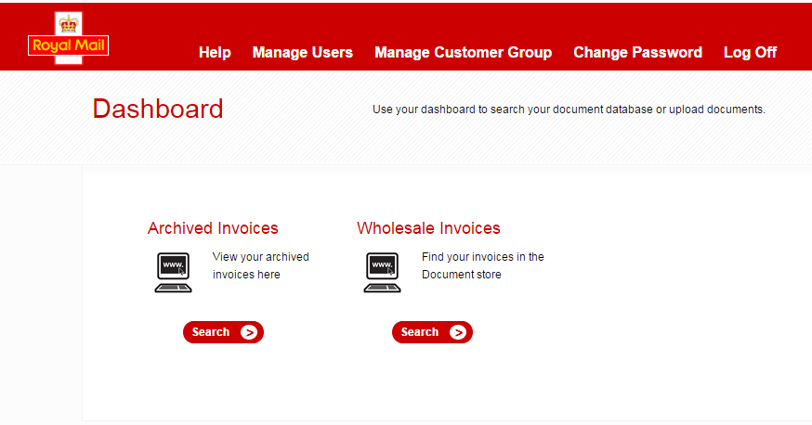 Royal Mail
Help Manage Users Manage Customer Group Change Password Log Off
Dashboard
Use your dashboard to search your document database or upload documents.
Archived Invoices
www.
View your archived
invoices here
Search >
Wholesale Invoices
www.
Find your invoices in the
Document store
Search >